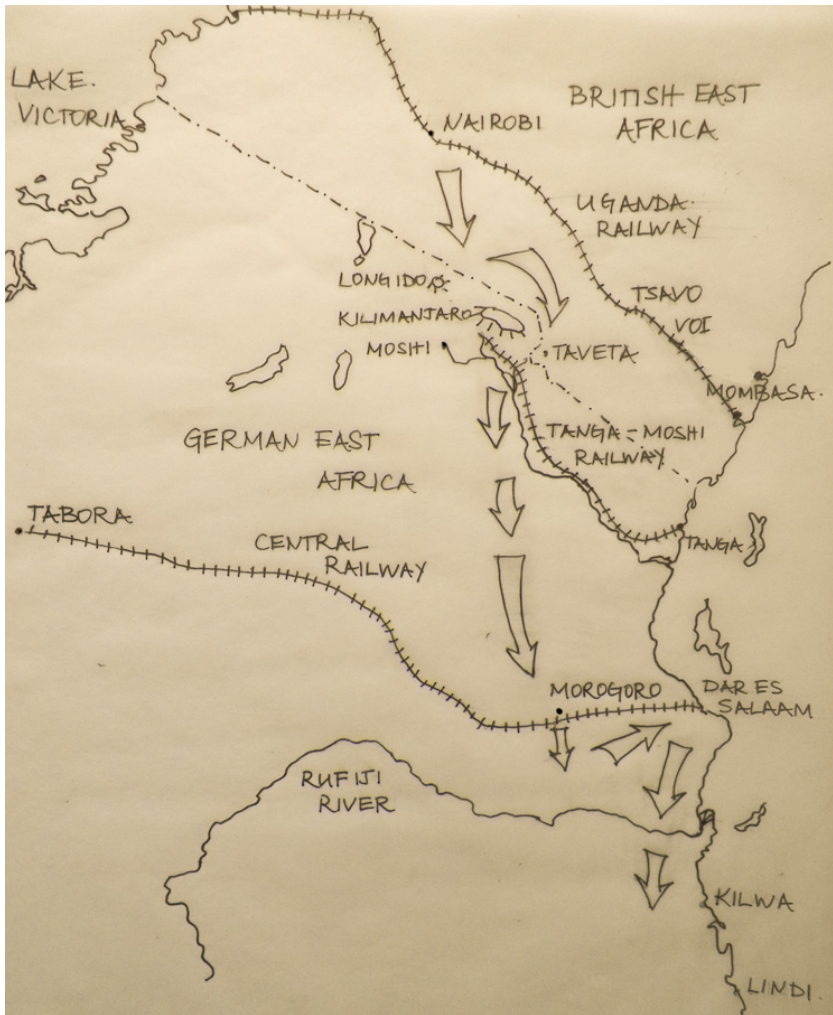 LAKE.
VICTORIA
BRITISH EAST
AFRICA
NAIROBI
UGANDA.
RAILWAY
LONGIDO
TSAVO
KILIMANJARO
VOI
MOSHI
TAVETA
MOMBASA.
GERMAN EAST
AFRICA
TANGA-MOSHI
RAILWAY
TABORA
CENTRAL
RAILWAY
TANGA
MOROGORO
DAR ES
SALAAM
RUFIJI
RIVER
KILWA
LINDI.